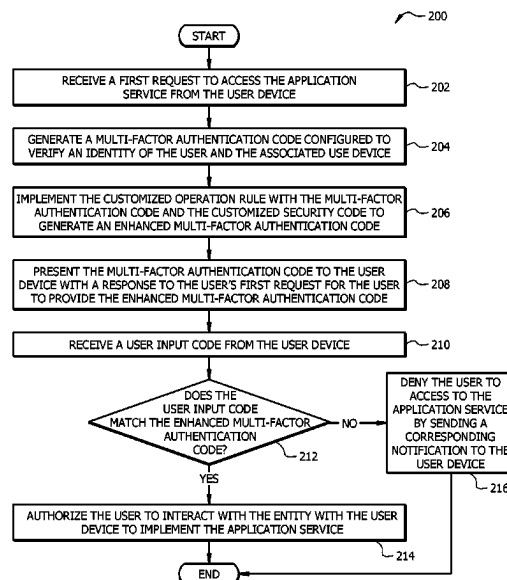 200
START
RECEIVE A FIRST REQUEST TO ACCESS THE APPLICATION
SERVICE FROM THE USER DEVICE
202
GENERATE A MULTI-FACTOR AUTHENTICATION CODE CONFIGURED TO
VERIFY AN IDENTITY OF THE USER AND THE ASSOCIATED USE DEVICE
204
IMPLEMENT THE CUSTOMIZED OPERATION RULE WITH THE MULTI-FACTOR
AUTHENTICATION CODE AND THE CUSTOMIZED SECURITY CODE TO
GENERATE AN ENHANCED MULTI-FACTOR AUTHENTICATION CODE
206
PRESENT THE MULTI-FACTOR AUTHENTICATION CODE TO THE USER
DEVICE WITH A RESPONSE TO THE USER'S FIRST REQUEST FOR THE USER
TO PROVIDE THE ENHANCED MULTI-FACTOR AUTHENTICATION CODE
208
RECEIVE A USER INPUT CODE FROM THE USER DEVICE
210
DOES THE
USER INPUT CODE
MATCH THE ENHANCED MULTI-FACTOR
AUTHENTICATION
CODE?
212
NO
DENY THE USER TO
ACCESS TO THE
APPLICATION SERVICE
BY SENDING A
CORRESPONDING
NOTIFICATION TO THE
USER DEVICE
216
YES
AUTHORIZE THE USER TO INTERACT WITH THE ENTITY WITH THE USER
DEVICE TO IMPLEMENT THE APPLICATION SERVICE
214
END